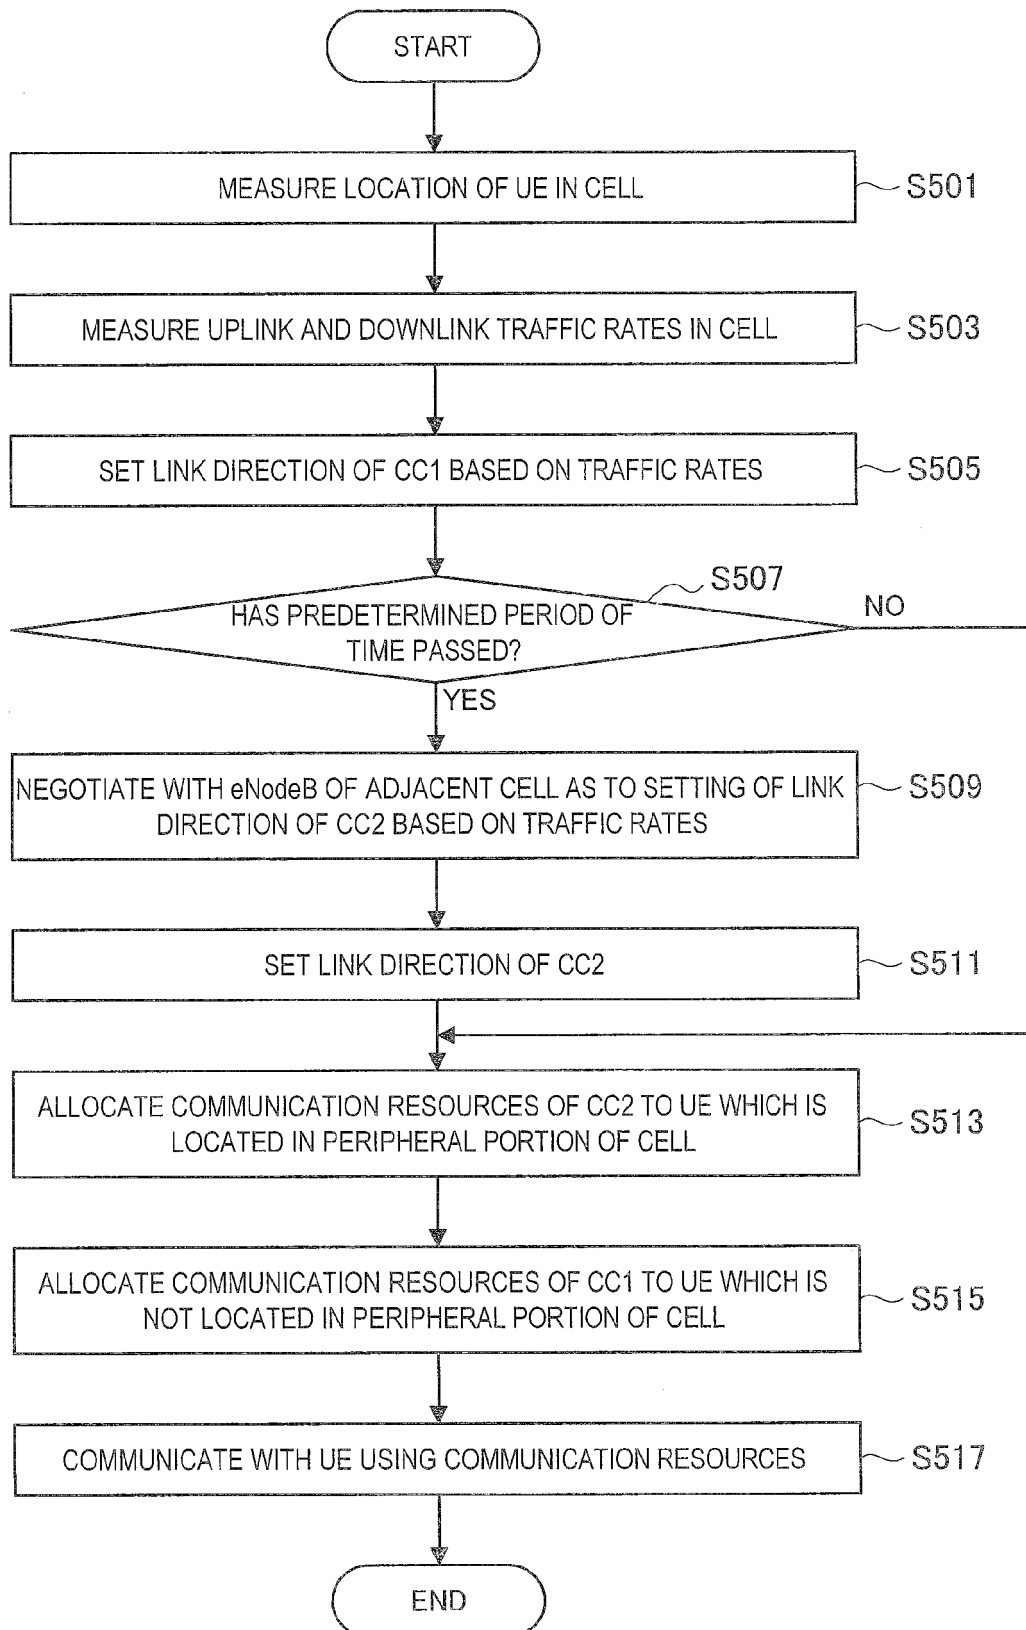 START
MEASURE LOCATION OF UE IN CELL
S501
MEASURE UPLINK AND DOWNLINK TRAFFIC RATES IN CELL
S503
SET LINK DIRECTION OF CC1 BASED ON TRAFFIC RATES
S505
S507
HAS PREDETERMINED PERIOD OF
TIME PASSED?
NO
YES
NEGOTIATE WITH eNodeB OF ADJACENT CELL AS TO SETTING OF LINK
DIRECTION OF CC2 BASED ON TRAFFIC RATES
S509
SET LINK DIRECTION OF CC2
S511
ALLOCATE COMMUNICATION RESOURCES OF CC2 TO UE WHICH IS
LOCATED IN PERIPHERAL PORTION OF CELL
S513
ALLOCATE COMMUNICATION RESOURCES OF CC1 TO UE WHICH IS
NOT LOCATED IN PERIPHERAL PORTION OF CELL
S515
COMMUNICATE WITH UE USING COMMUNICATION RESOURCES
S517
END